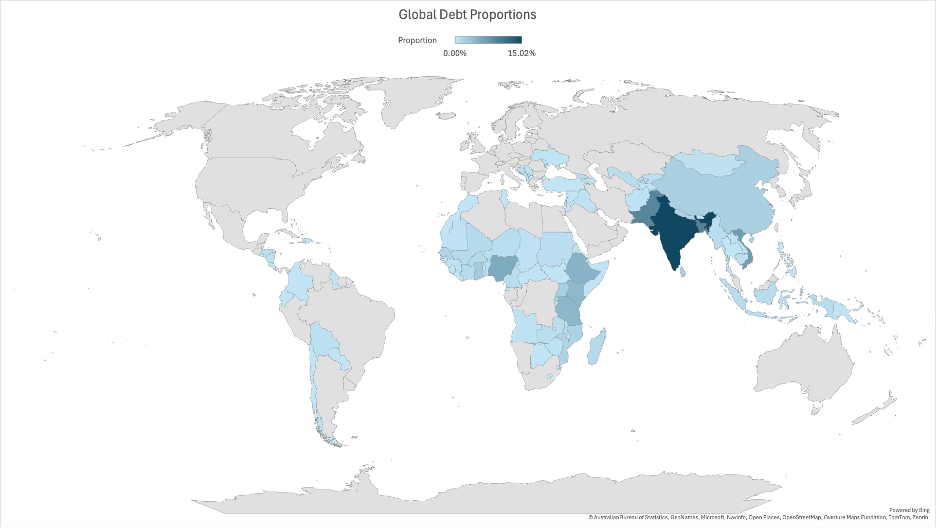 Global Debt Proportions
Proportion
0.00% 15.02%
Powered by Bing
© Australian Bureau of Statistics, GeoNames, Microsoft, Navinfo, Open Places, OpenStreetMap, Overture Maps Fundation, TomTom, Zenrin